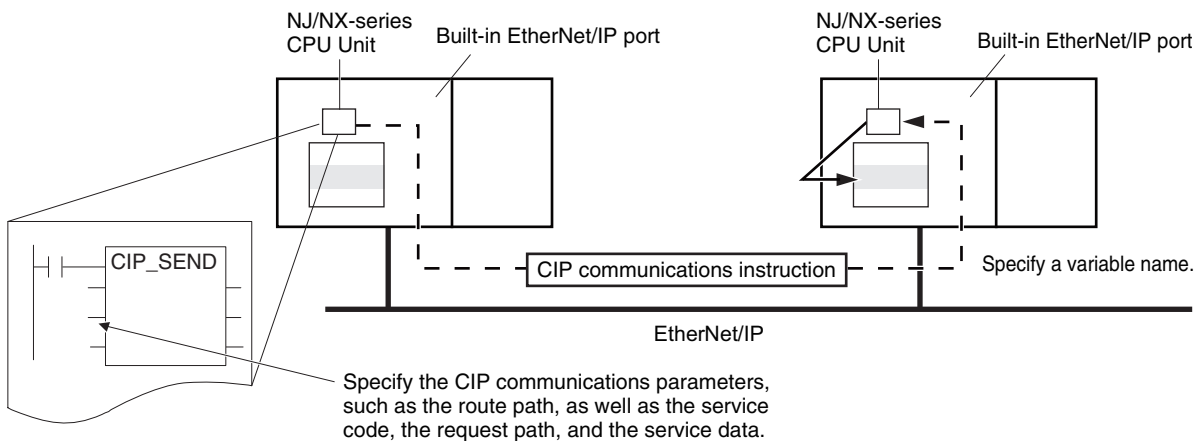 NJ/NX-series
CPU Unit
Built-in EtherNet/IP port
NJ/NX-series
CPU Unit
Built-in EtherNet/IP port
CIP_SEND
CIP communications instruction
Specify a variable name.
EtherNet/IP
Specify the CIP communications parameters,
such as the route path, as well as the service
code, the request path, and the service data.